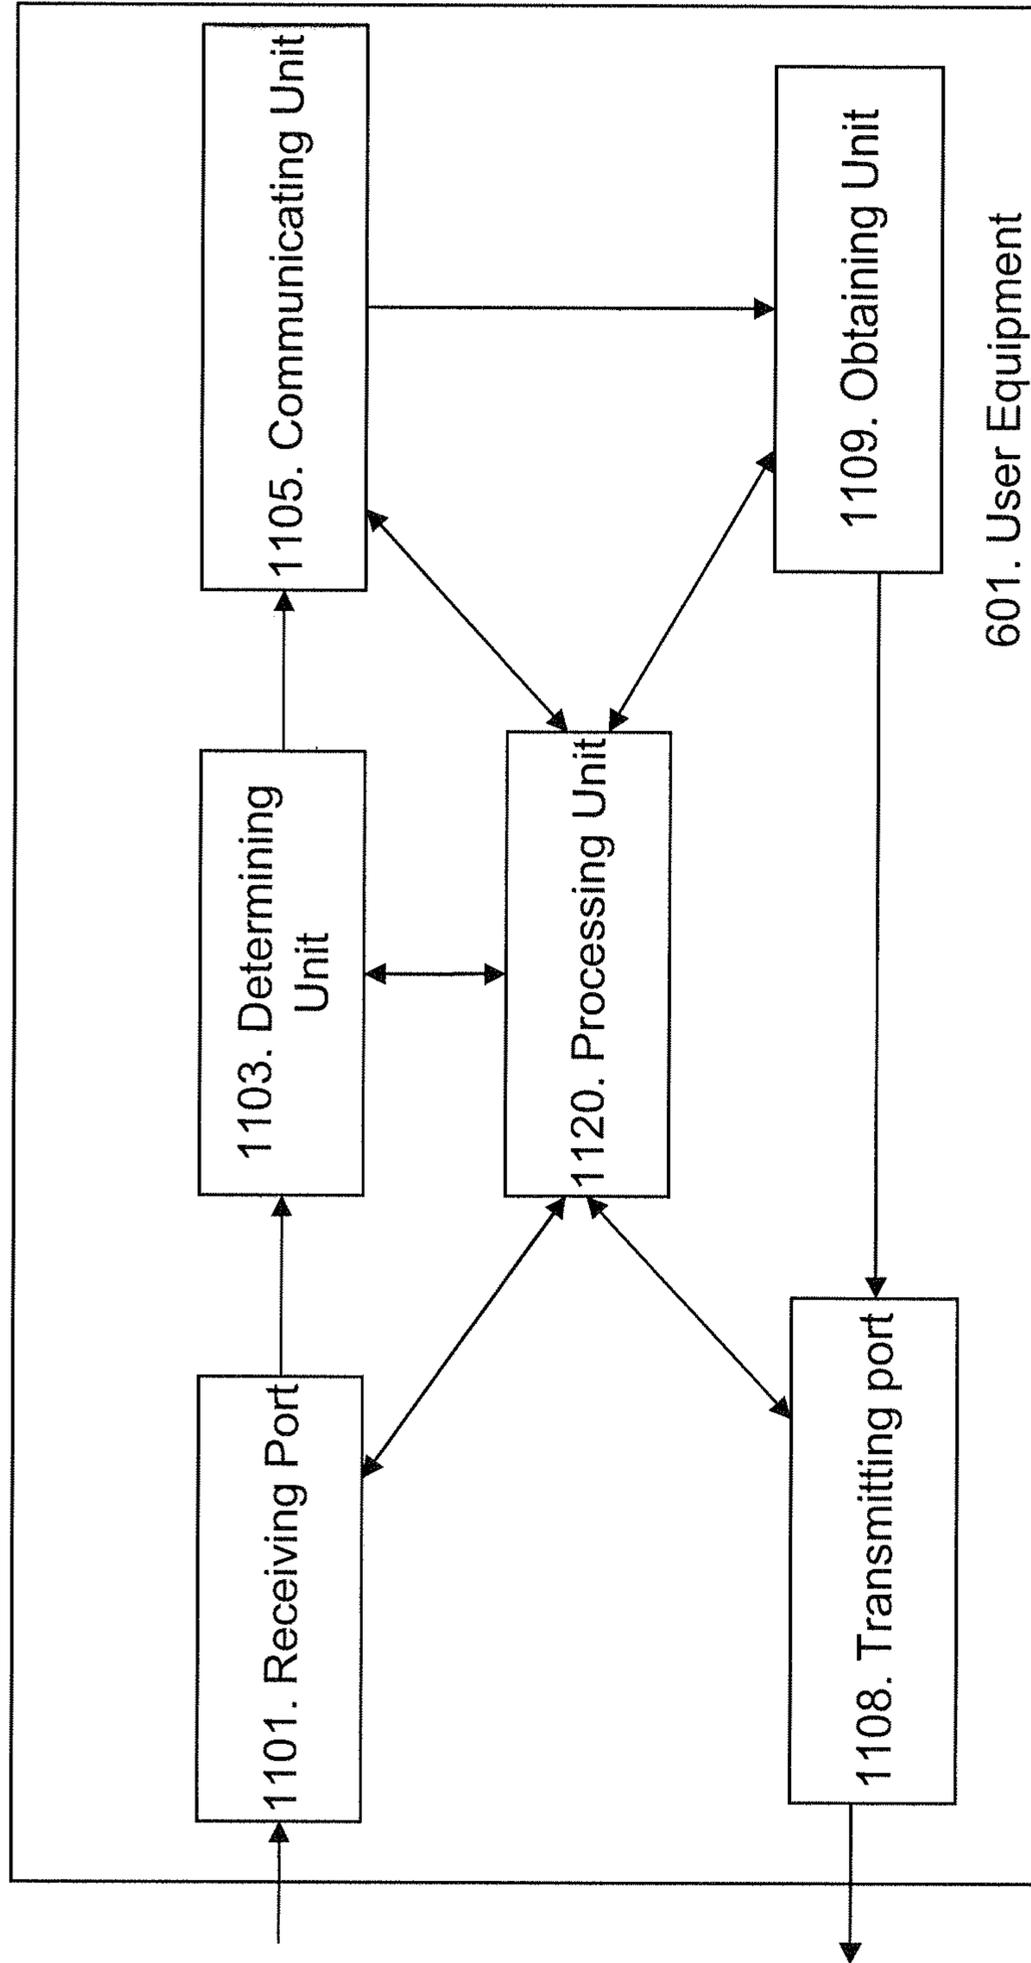 1101. Receiving Port
1103. Determining
Unit
1105. Communicating Unit
1120. Processing Unit
1108. Transmitting port
1109. Obtaining Unit
601. User Equipment